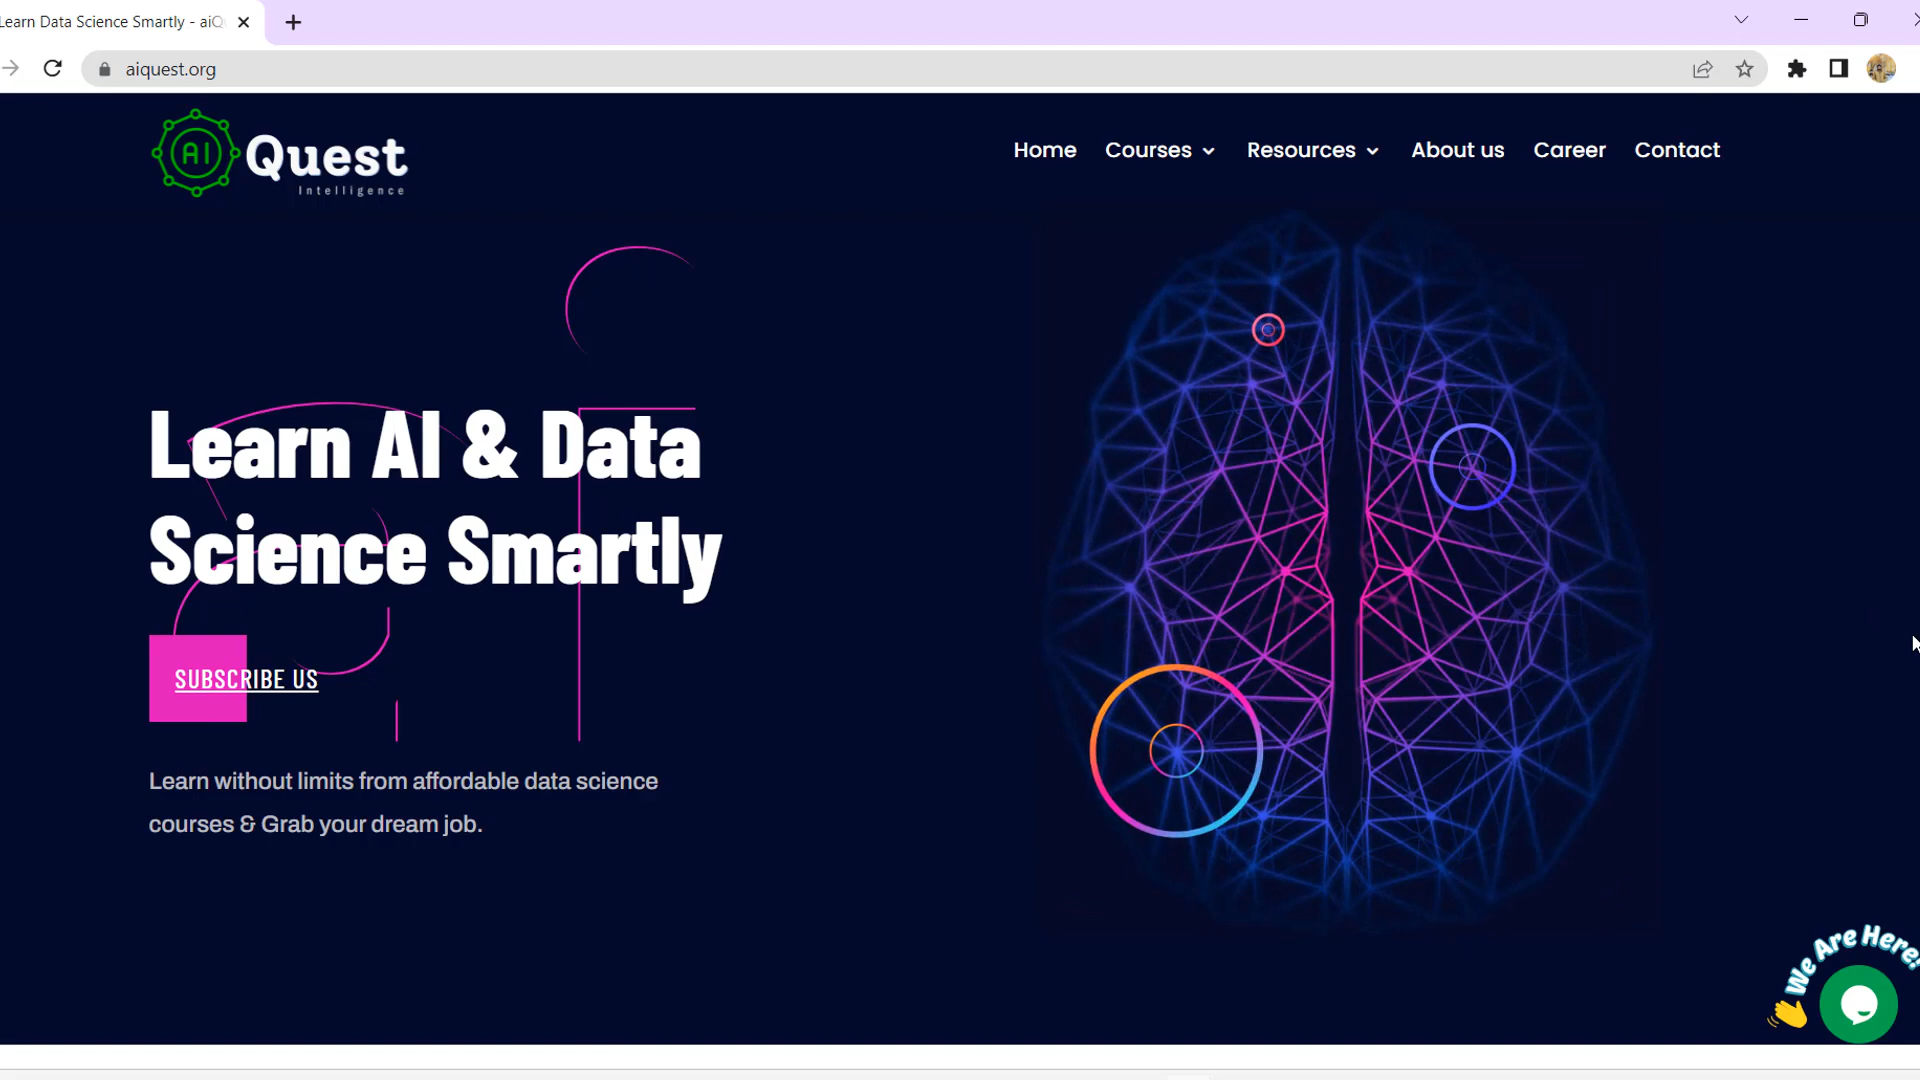 Learn Data Science Smartly - aiQ
aiquest.org
AI Quest
Intelligence
Home Courses Resources About us Career Contact
Learn AI & Data
Science Smartly
SUBSCRIBE US
Learn without limits from affordable data science
courses & Grab your dream job.
We Are Here!